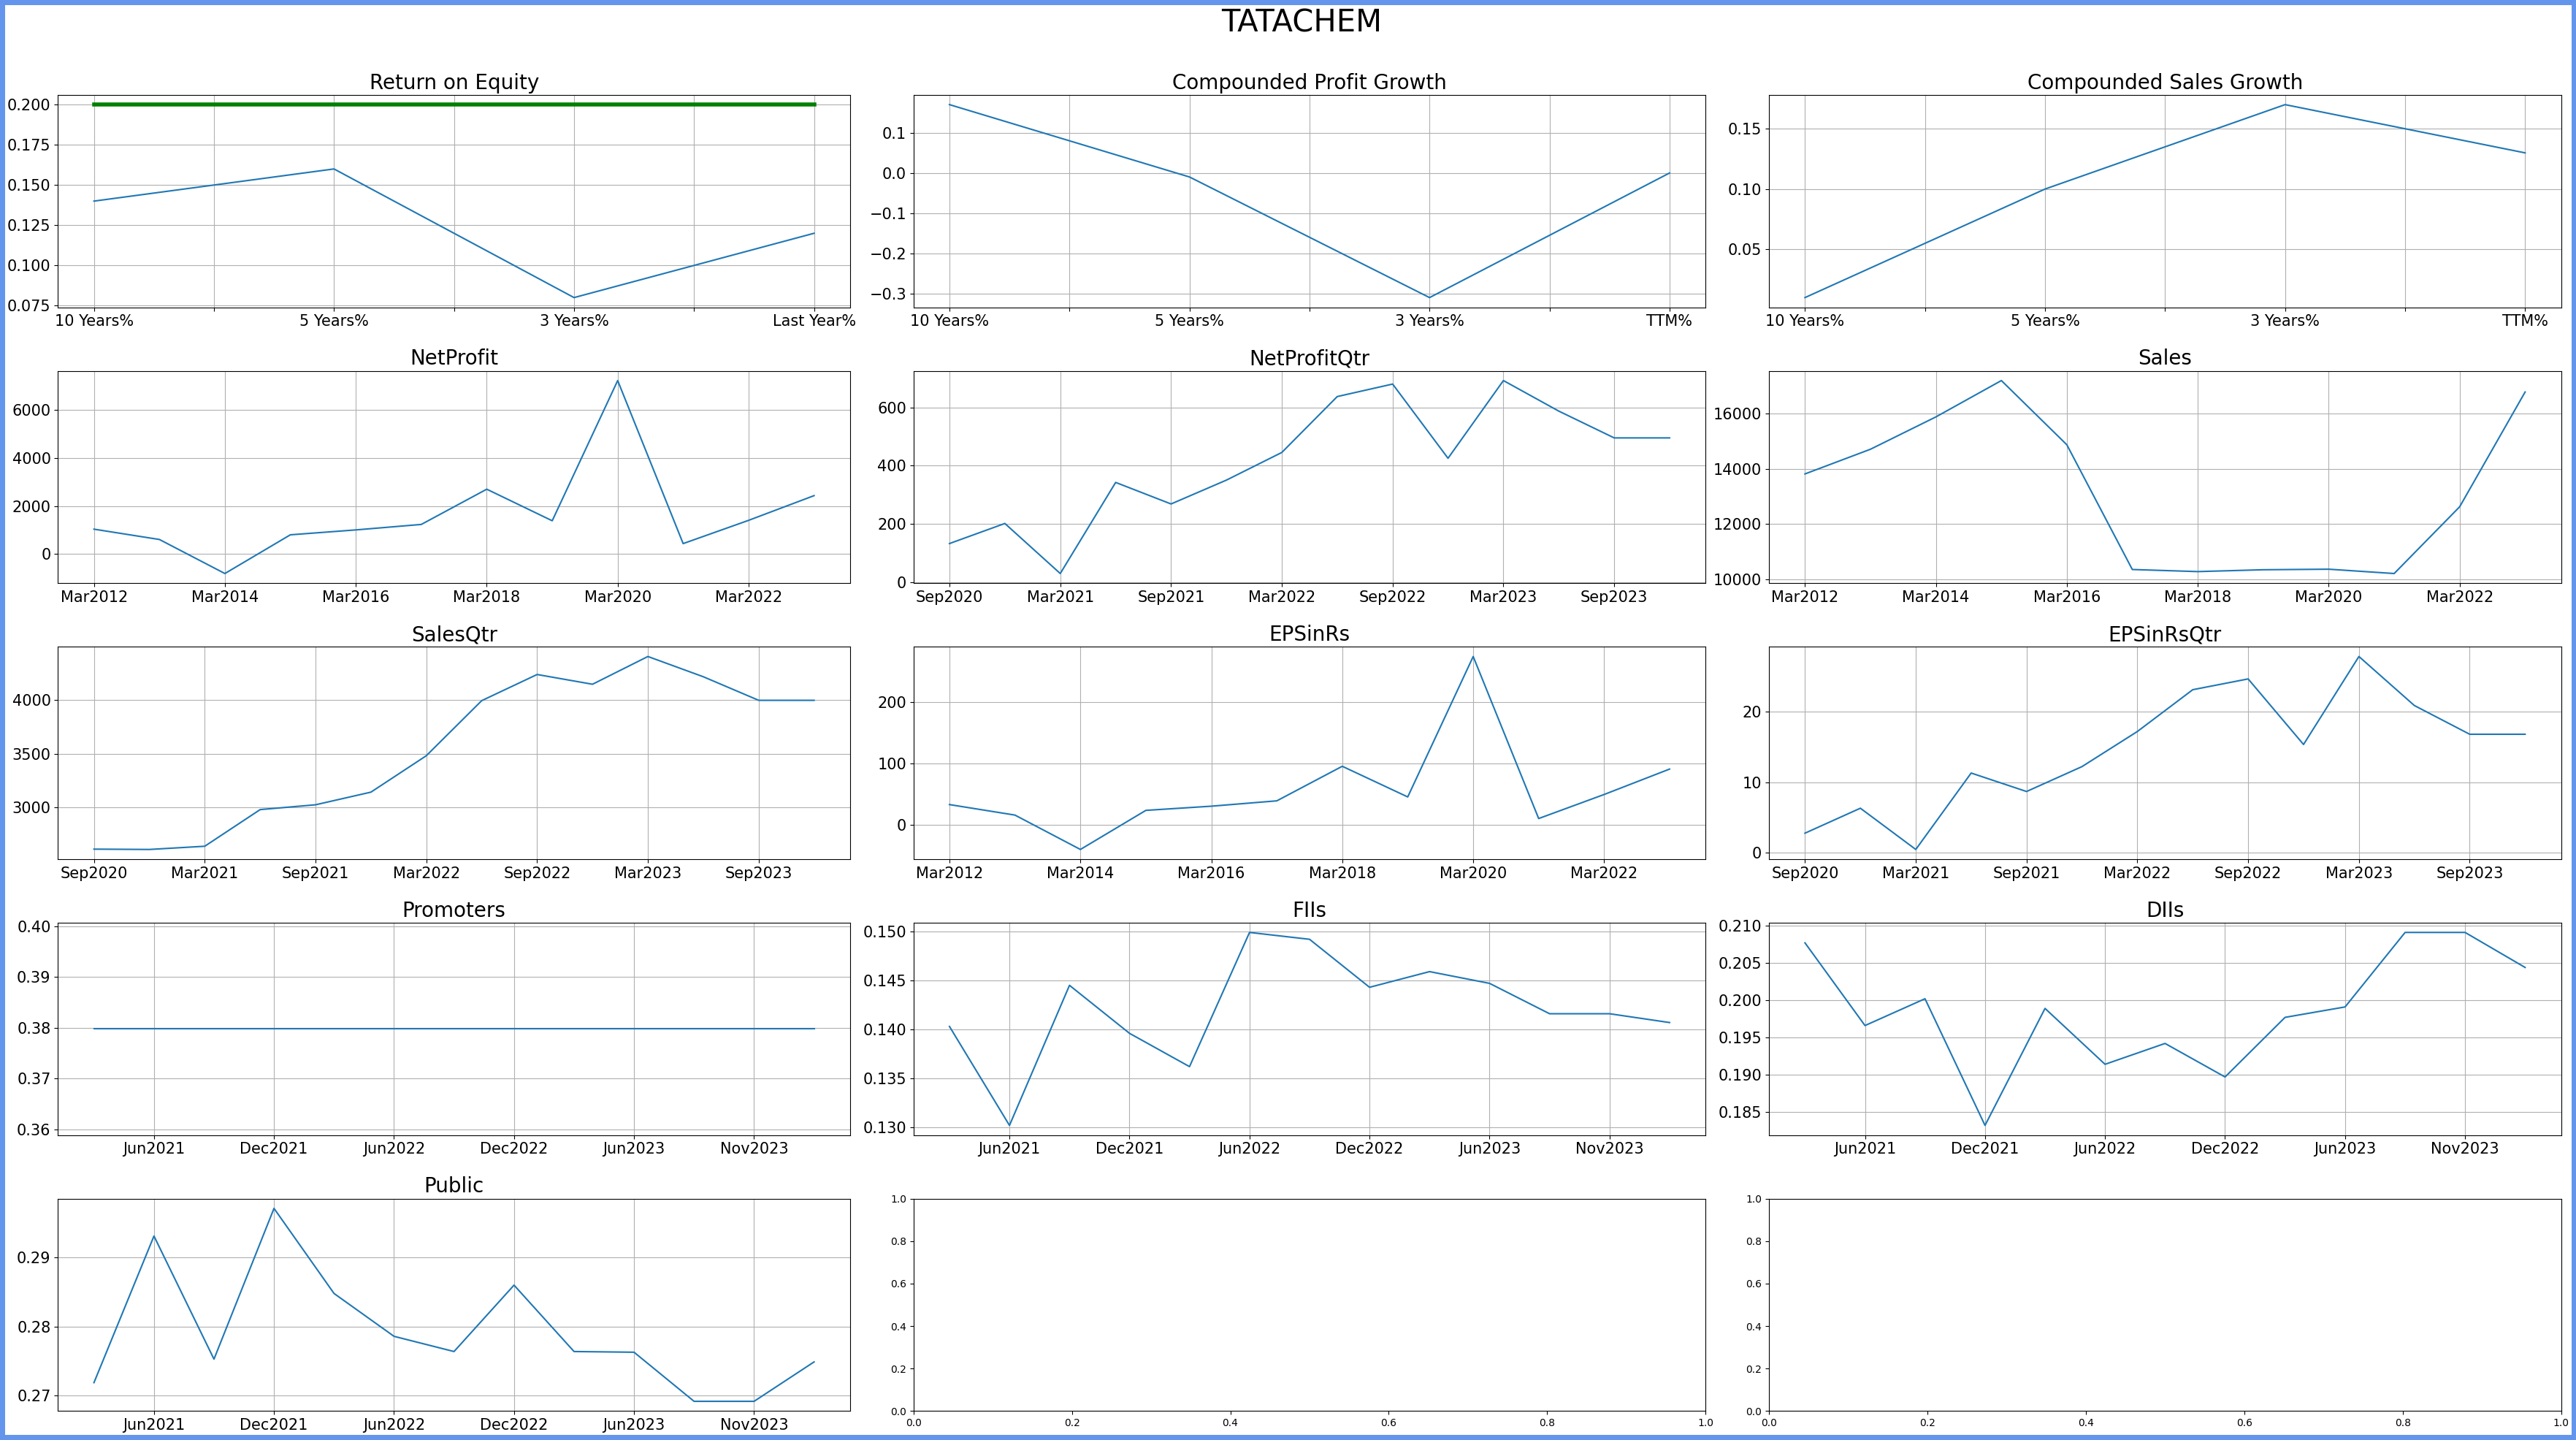 TATACHEM
Return on Equity
0.200
0.175
0.150
0.125
0.100
0.075
10 Years% 5 Years% 3 Years% Last Year%
Compounded Profit Growth
0.1
0.0
−0.1
−0.2
−0.3
10 Years% 5 Years% 3 Years% TTM%
Compounded Sales Growth
0.15
0.10
0.05
10 Years% 5 Years% 3 Years% TTM%
NetProfit
6000
4000
2000
0
Mar2012 Mar2014 Mar2016 Mar2018 Mar2020 Mar2022
NetProfitQtr
600
400
200
0
Sep2020 Mar2021 Sep2021 Mar2022 Sep2022 Mar2023 Sep2023
Sales
16000
14000
12000
10000
Mar2012 Mar2014 Mar2016 Mar2018 Mar2020 Mar2022
SalesQtr
4000
3500
3000
Sep2020 Mar2021 Sep2021 Mar2022 Sep2022 Mar2023 Sep2023
EPSinRs
200
100
0
Mar2012 Mar2014 Mar2016 Mar2018 Mar2020 Mar2022
EPSinRsQtr
20
10
0
Sep2020 Mar2021 Sep2021 Mar2022 Sep2022 Mar2023 Sep2023
Promoters
0.40
0.39
0.38
0.37
0.36
Jun2021 Dec2021 Jun2022 Dec2022 Jun2023 Nov2023
FIIs
0.150
0.145
0.140
0.135
0.130
Jun2021 Dec2021 Jun2022 Dec2022 Jun2023 Nov2023
DIIs
0.210
0.205
0.200
0.195
0.190
0.185
Jun2021 Dec2021 Jun2022 Dec2022 Jun2023 Nov2023
Public
0.29
0.28
0.27
Jun2021 Dec2021 Jun2022 Dec2022 Jun2023 Nov2023
1.0
0.8
0.6
0.4
0.2
0.0
0.0 0.2 0.4 0.6 0.8 1.0
1.0
0.8
0.6
0.4
0.2
0.0
0.0 0.2 0.4 0.6 0.8 1.0